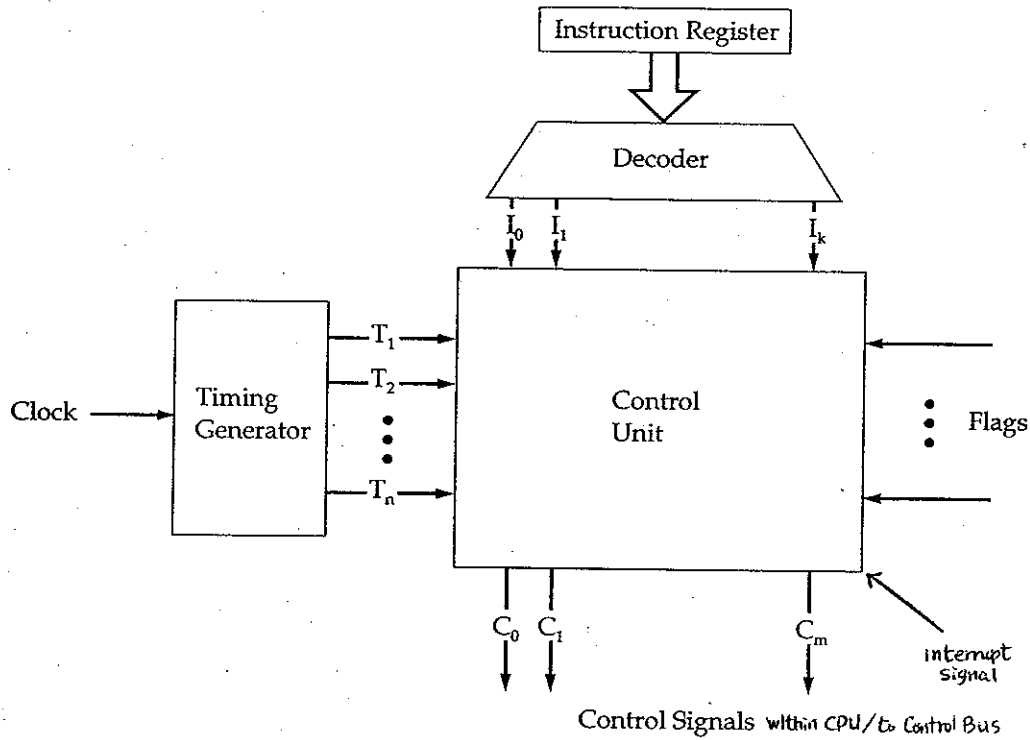 Instruction Register
Decoder
I₀ I₁ Iₖ
T₁
T₂
Tₙ
Clock
Timing
Generator
Control
Unit
Flags
C₀ C₁ Cₘ
interrupt
signal
Control Signals within CPU/to Control Bus